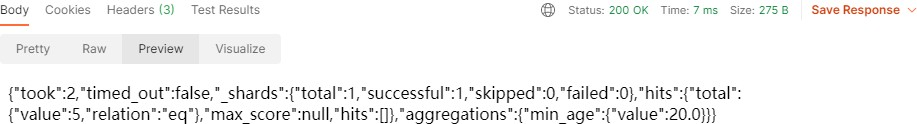 Body Cookies Headers (3) Test Results Status: 200 OK Time: 7 ms Size: 275 B Save Response
Pretty Raw Preview Visualize
{"took":2,"timed_out":false,"_shards":{"total":1,"successful":1,"skipped":0,"failed":0},"hits":{"total":
{"value":5,"relation":"eq"},"max_score":null,"hits":[]},"aggregations":{"min_age":{"value":20.0}}}